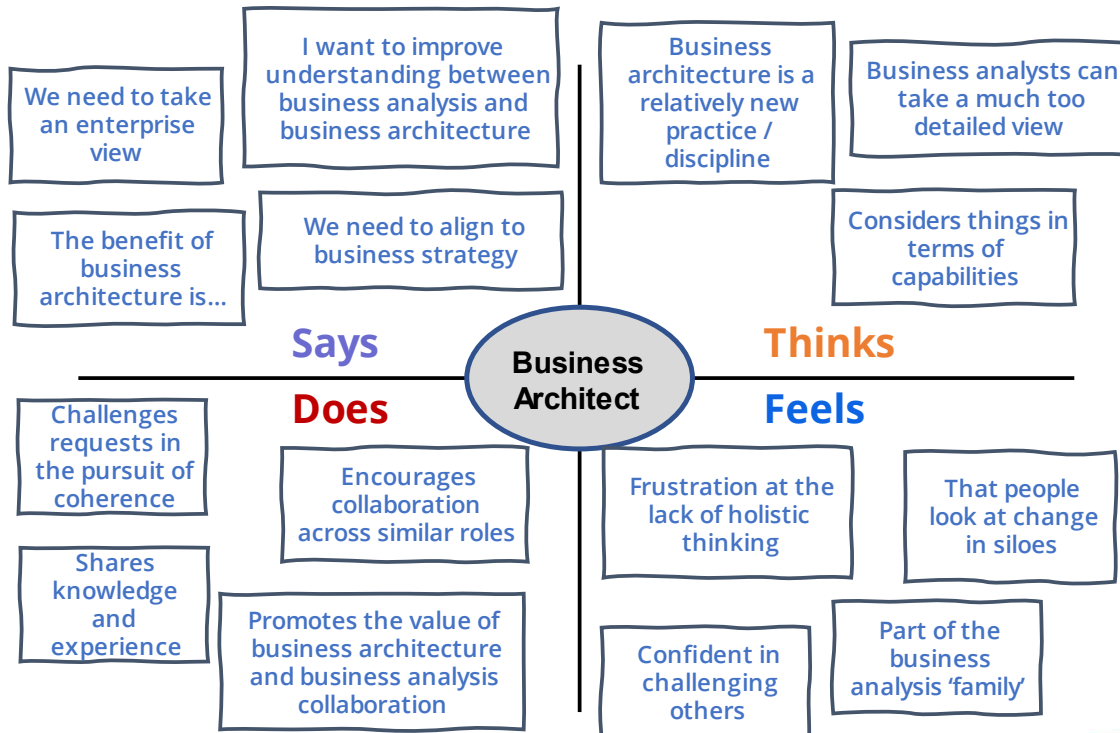 We need to take
an enterprise
view
I want to improve
understanding between
business analysis and
business architecture
The benefit of
business
architecture is...
We need to align to
business strategy
Says
Business
architecture is a
relatively new
practice /
discipline
Business analysts can
take a much too
detailed view
Considers things in
terms of
capabilities
Thinks
Business
Architect
Does
Challenges
requests in
the pursuit of
coherence
Encourages
collaboration
across similar roles
Shares
knowledge
and
experience
Promotes the value of
business architecture
and business analysis
collaboration
Feels
Frustration at the
lack of holistic
thinking
That people
look at change
in siloes
Confident in
challenging
others
Part of the
business
analysis ‘family’